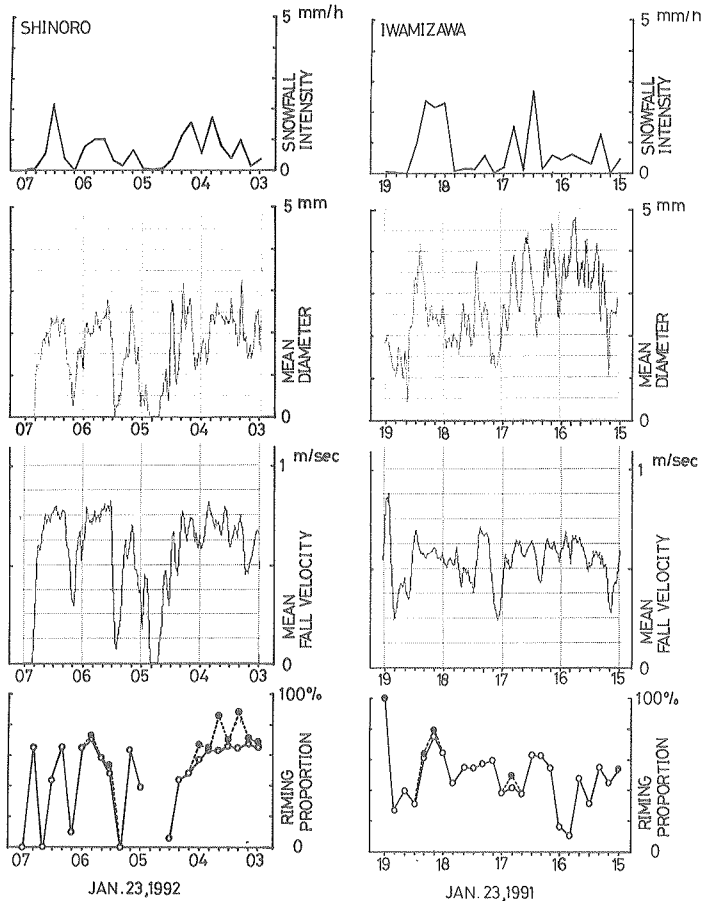 SHINORO
5 mm/h
SNOWFALL
INTENSITY
0
07 06 05 04 03
5
mm
MEAN
DIAMETER
0
07 06 05 04 03
1
m/sec
MEAN
FALL VELOCITY
0
07 06 05 04 03
100%
RIMING
PROPORTION
0
07 06 05 04 03
JAN. 23, 1992
IWAMIZAWA
5
mm/h
SNOWFALL
INTENSITY
0
19 18 17 16 15
5
mm
MEAN
DIAMETER
0
19 18 17 16 15
1
m/sec
MEAN
FALL VELOCITY
0
19 18 17 16 15
100%
RIMING
PROPORTION
0
19 18 17 16 15
JAN. 23, 1991